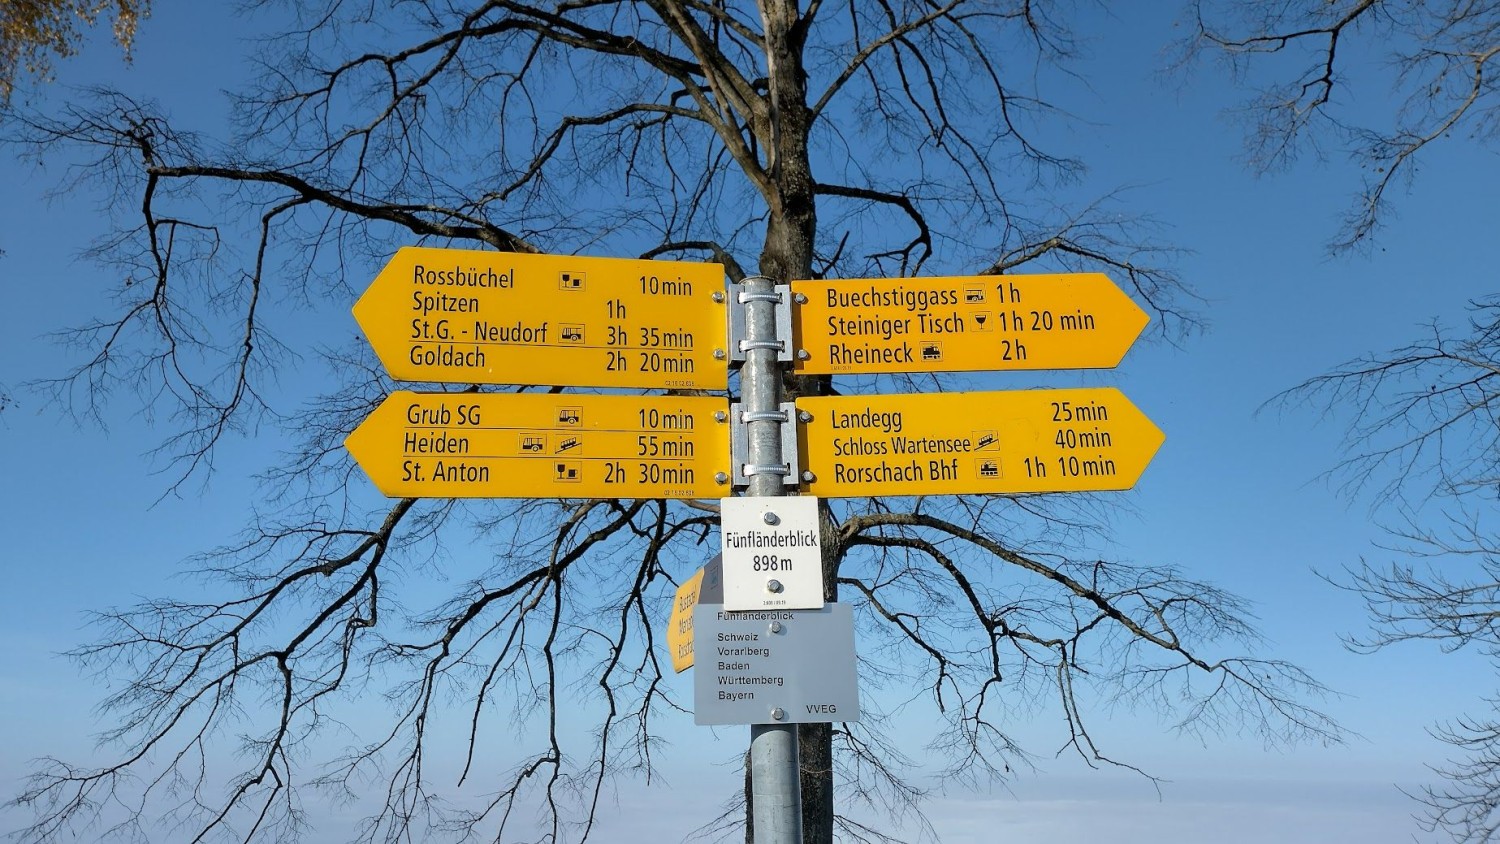 Rossbüchel 10min
Spitzen 1h
St.G. - Neudorf 3h 35min
Goldach 2h 20min
Buechstiggass 1h
Steiniger Tisch 1h 20 min
Rheineck 2h
Grub SG 10min
Heiden 55min
St. Anton 2h 30min
Landegg 25min
Schloss Wartensee 40min
Rorschach Bhf 1h 10min
Fünfländerblick
898m
Fünfländerblick
Schweiz
Vorarlberg
Baden
Württemberg
Bayern
VVEG